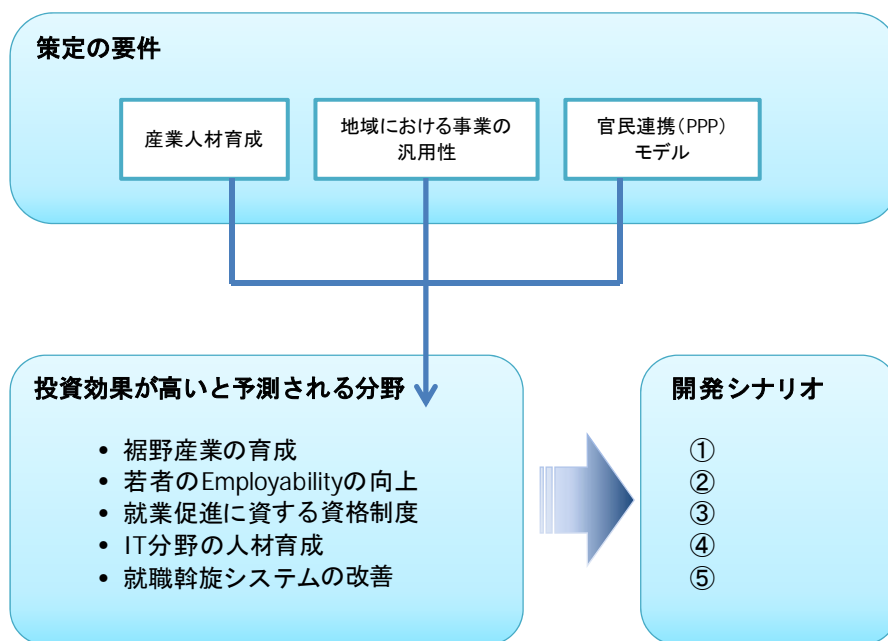 策定の要件
産業人材育成
地域における事業の
汎用性
官民連携(PPP)
モデル
投資効果が高いと予測される分野
• 裾野産業の育成
• 若者のEmployabilityの向上
• 就業促進に資する資格制度
• IT分野の人材育成
• 就職斡旋システムの改善
開発シナリオ
①
②
③
④
⑤